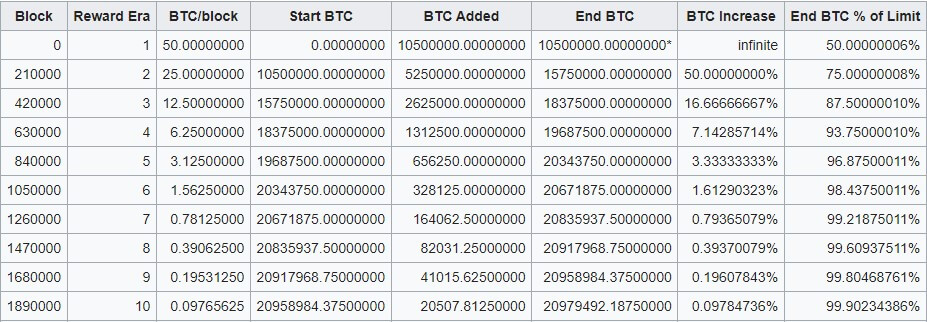 Block Reward Era BTC/block Start BTC BTC Added End BTC BTC Increase End BTC % of Limit
0 1 50.00000000 0.00000000 10500000.00000000 10500000.00000000* infinite 50.00000006%
210000 2 25.00000000 10500000.00000000 5250000.00000000 15750000.00000000 50.00000000% 75.00000008%
420000 3 12.50000000 15750000.00000000 2625000.00000000 18375000.00000000 16.66666667% 87.50000010%
630000 4 6.25000000 18375000.00000000 1312500.00000000 19687500.00000000 7.14285714% 93.75000010%
840000 5 3.12500000 19687500.00000000 656250.00000000 20343750.00000000 3.33333333% 96.87500011%
1050000 6 1.56250000 20343750.00000000 328125.00000000 20671875.00000000 1.61290323% 98.43750011%
1260000 7 0.78125000 20671875.00000000 164062.50000000 20835937.50000000 0.79365079% 99.21875011%
1470000 8 0.39062500 20835937.50000000 82031.25000000 20917968.75000000 0.39370079% 99.60937511%
1680000 9 0.19531250 20917968.75000000 41015.62500000 20958984.37500000 0.19607843% 99.80468761%
1890000 10 0.09765625 20958984.37500000 20507.81250000 20979492.18750000 0.09784736% 99.90234386%